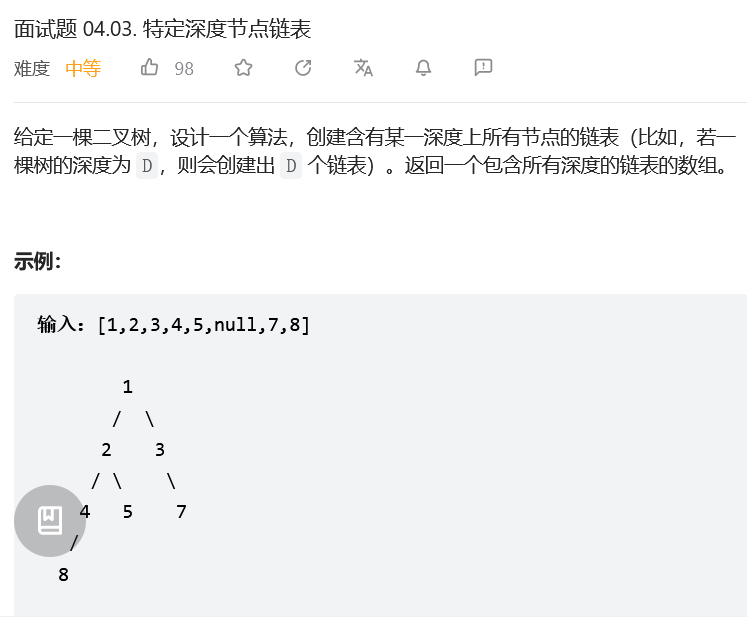 面试题 04.03. 特定深度节点链表
难度 中等 98
给定一棵二叉树，设计一个算法，创建含有某一深度上所有节点的链表（比如，若一
棵树的深度为 D，则会创建出 D 个链表）。返回一个包含所有深度的链表的数组。
示例：
输入：[1,2,3,4,5,null,7,8]
1
/ \
2 3
/ \ \
4 5 7
/
8